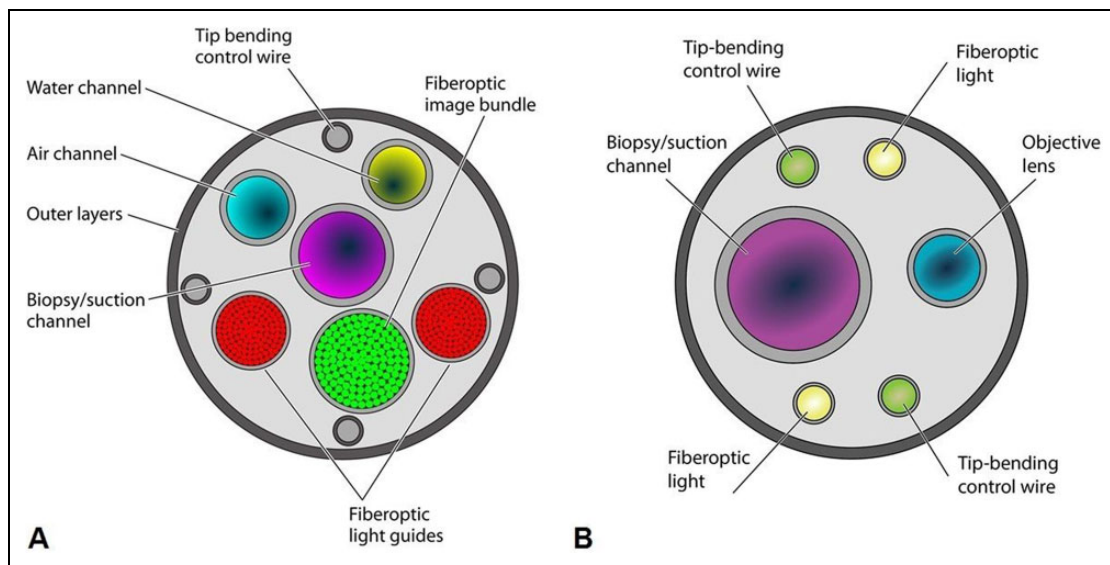 Tip bending
control wire
Water channel
Fiberoptic
image bundle
Air channel
Outer layers
Biopsy/suction
channel
Fiberoptic
light guides
A
Tip-bending
control wire
Fiberoptic
light
Biopsy/suction
channel
Objective
lens
Fiberoptic
light
Tip-bending
control wire
B